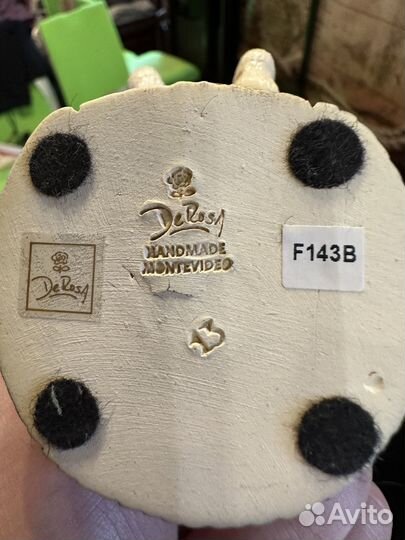 DeRosa
HANDMADE
MONTEVIDEO
DeRosa
F143B
Avito